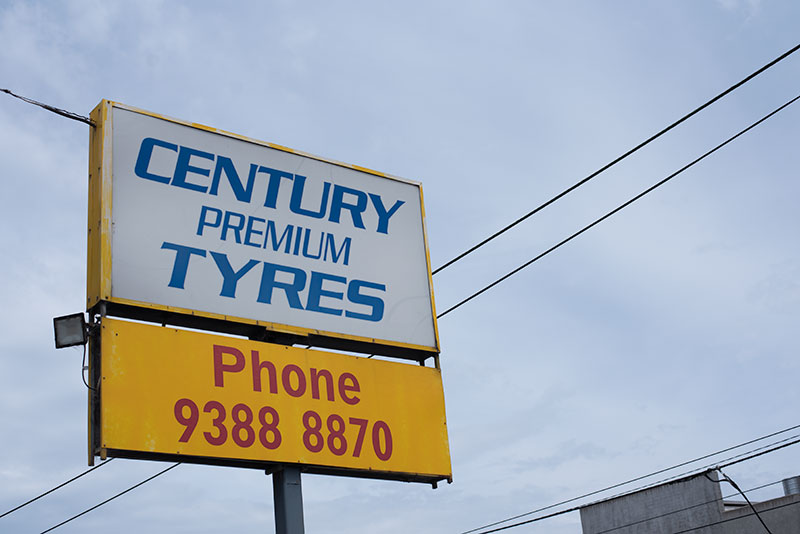 CENTURY
PREMIUM
TYRES
Phone
9388 8870